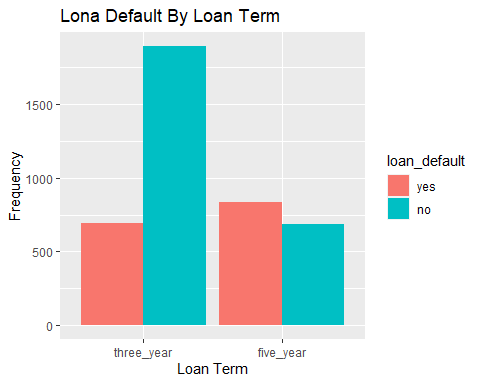 Lona Default By Loan Term
Frequency
1500
1000
500
0
three_year
five_year
Loan Term
loan_default
yes
no